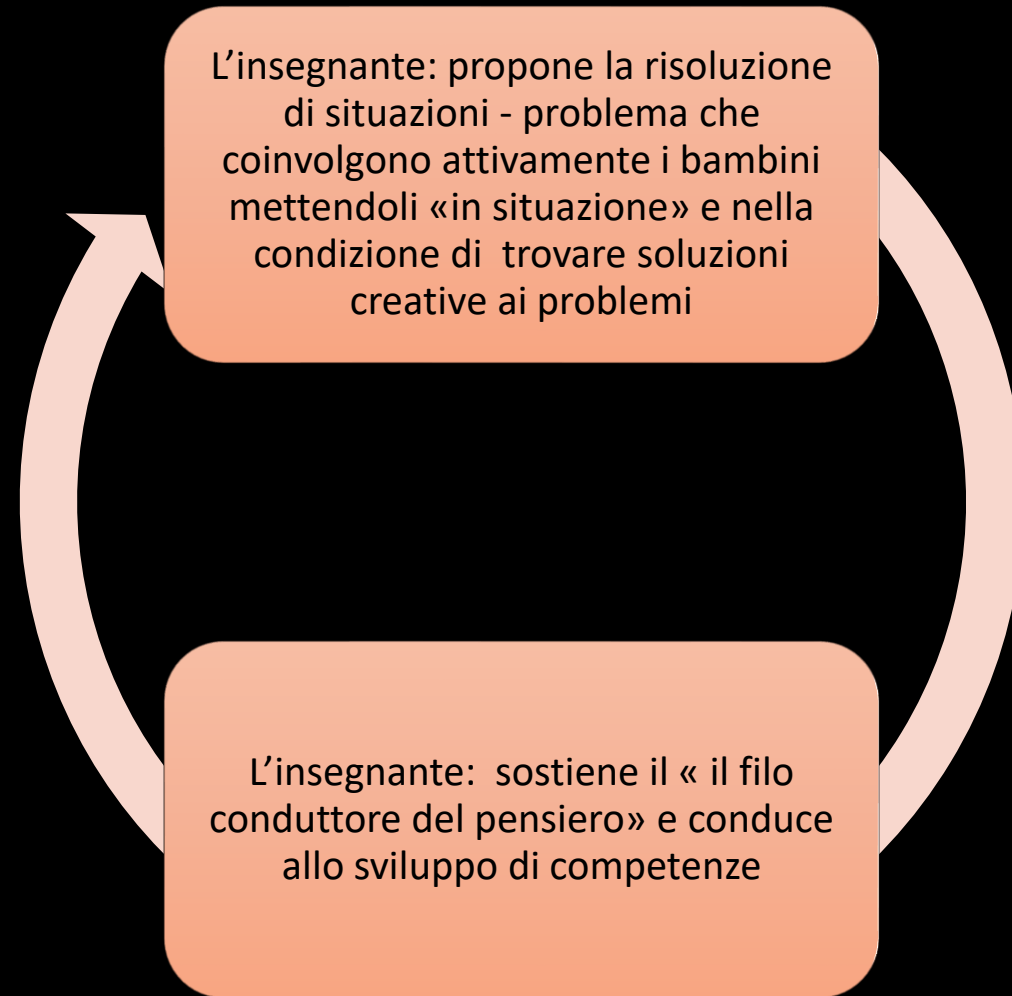 L’insegnante: propone la risoluzione
di situazioni - problema che
coinvolgono attivamente i bambini
mettendoli «in situazione» e nella
condizione di  trovare soluzioni
creative ai problemi
L’insegnante:  sostiene il « il filo
conduttore del pensiero» e conduce
allo sviluppo di competenze